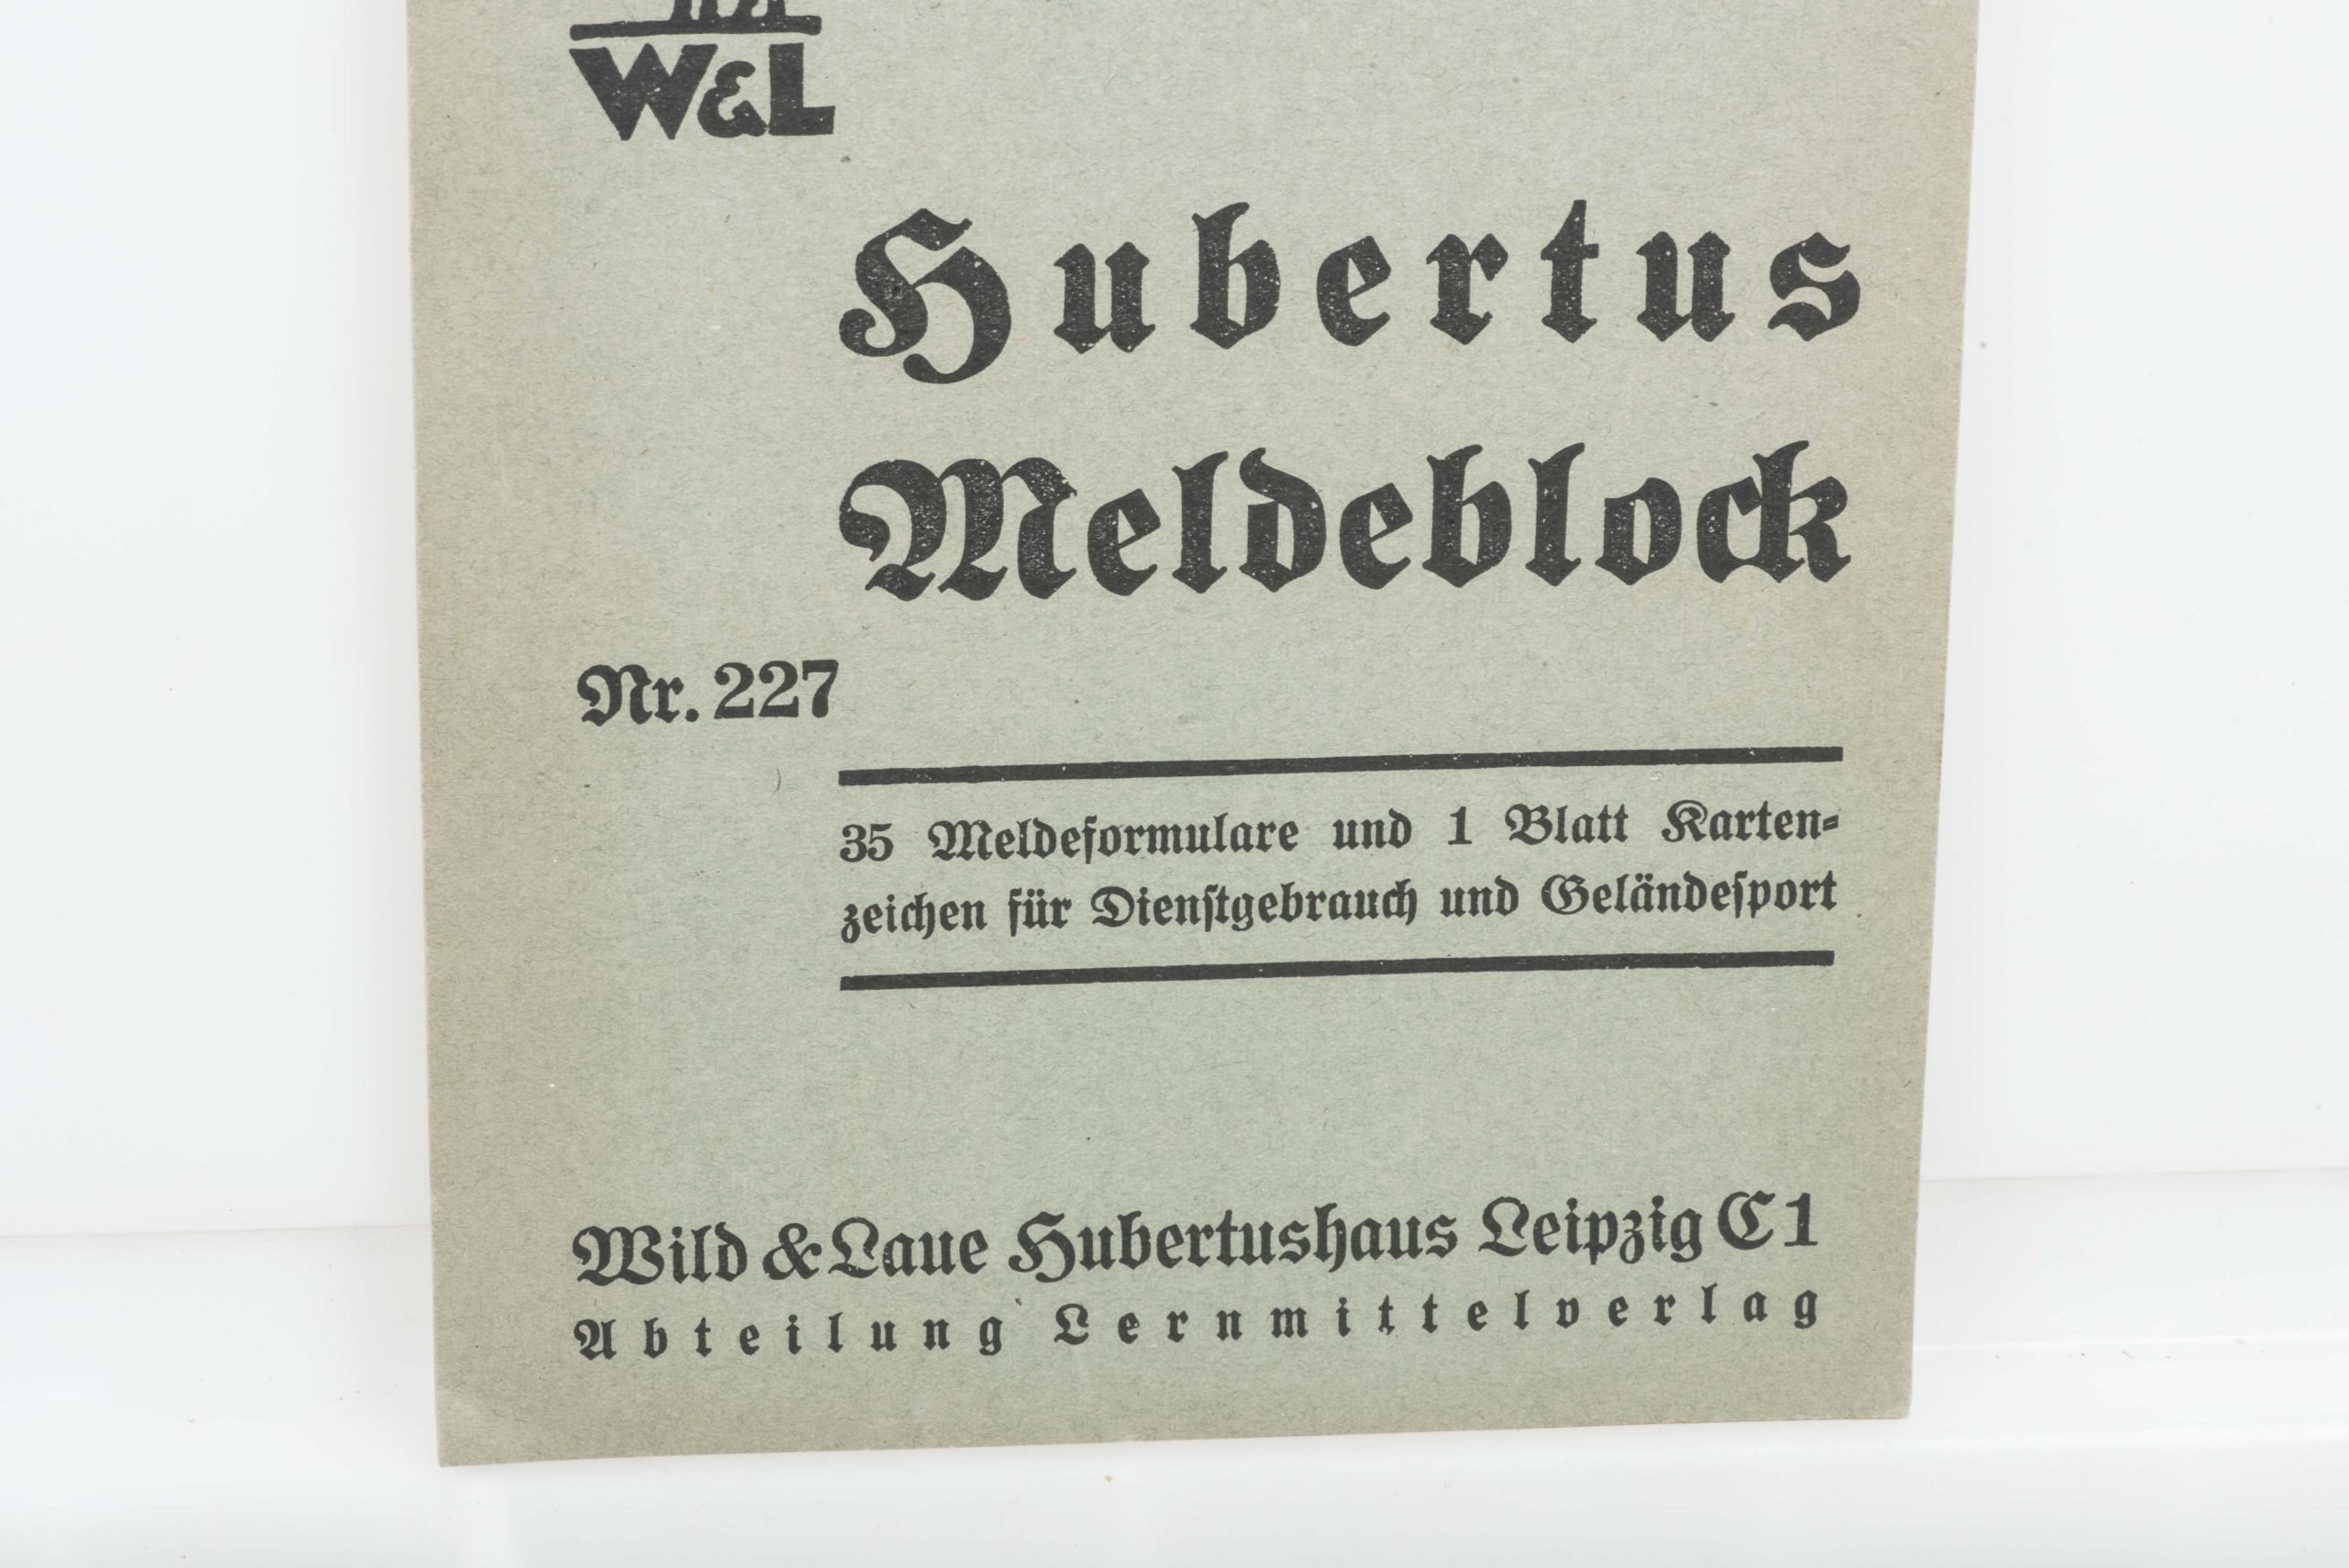 W&L
Hubertus
Meldeblock
Nr. 227
35 Meldeformulare und 1 Blatt Karten-
zeichen für Dienſtgebrauch und Geländeſport
Wild & Laue Hubertushaus Leipzig C 1
Abteilung Lernmittelverlag